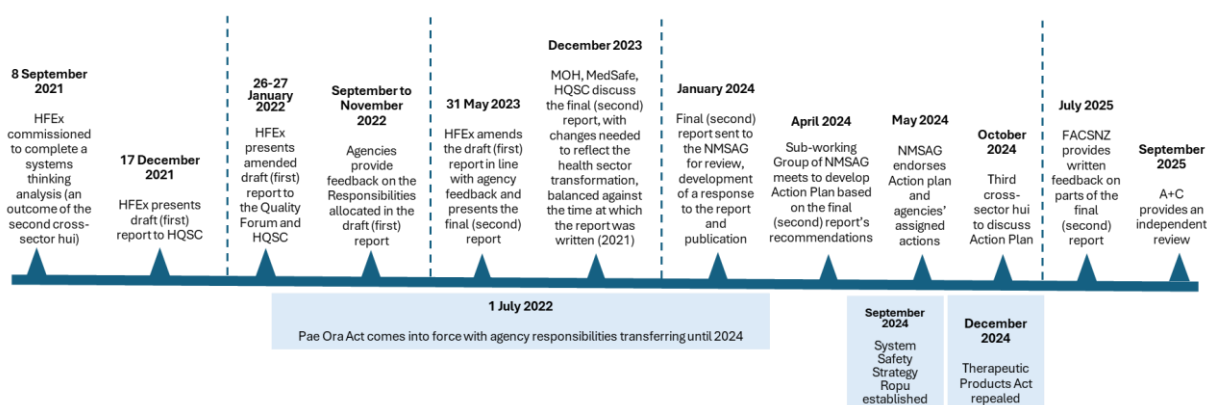 8 September
2021
HFEx
commissioned
to complete a
systems
thinking
analysis (an
outcome of the
second cross-
sector hui)
17 December
2021
HFEx presents
draft (first)
report to HQSC
26-27
January
2022
HFEx
presents
amended
draft (first)
report to
the Quality
Forum and
HQSC
September to
November
2022
Agencies
provide
feedback on the
Responsibilities
allocated in the
draft (first)
report
31 May 2023
HFEx amends
the draft (first)
report in line
with agency
feedback and
presents the
final (second)
report
December 2023
MOH, MedSafe,
HQSC discuss
the final (second)
report, with
changes needed
to reflect the
health sector
transformation,
balanced against
the time at which
the report was
written (2021)
January 2024
Final (second)
report sent to
the NMSAG for
review,
development
of a response
to the report
and
publication
April 2024
Sub-working
Group of NMSAG
meets to develop
Action Plan based
on the final
(second) report's
recommendations
May 2024
NMSAG
endorses
Action plan
and
agencies'
assigned
actions
October
2024
Third
cross-
sector hui
to discuss
Action Plan
July 2025
FACSNZ
provides
written
feedback on
parts of the
final
(second)
report
September
2025
A+C
provides an
independent
review
1 July 2022
Pae Ora Act comes into force with agency responsibilities transferring until 2024
September
2024
System
Safety
Strategy
Ropu
established
December
2024
Therapeutic
Products Act
repealed